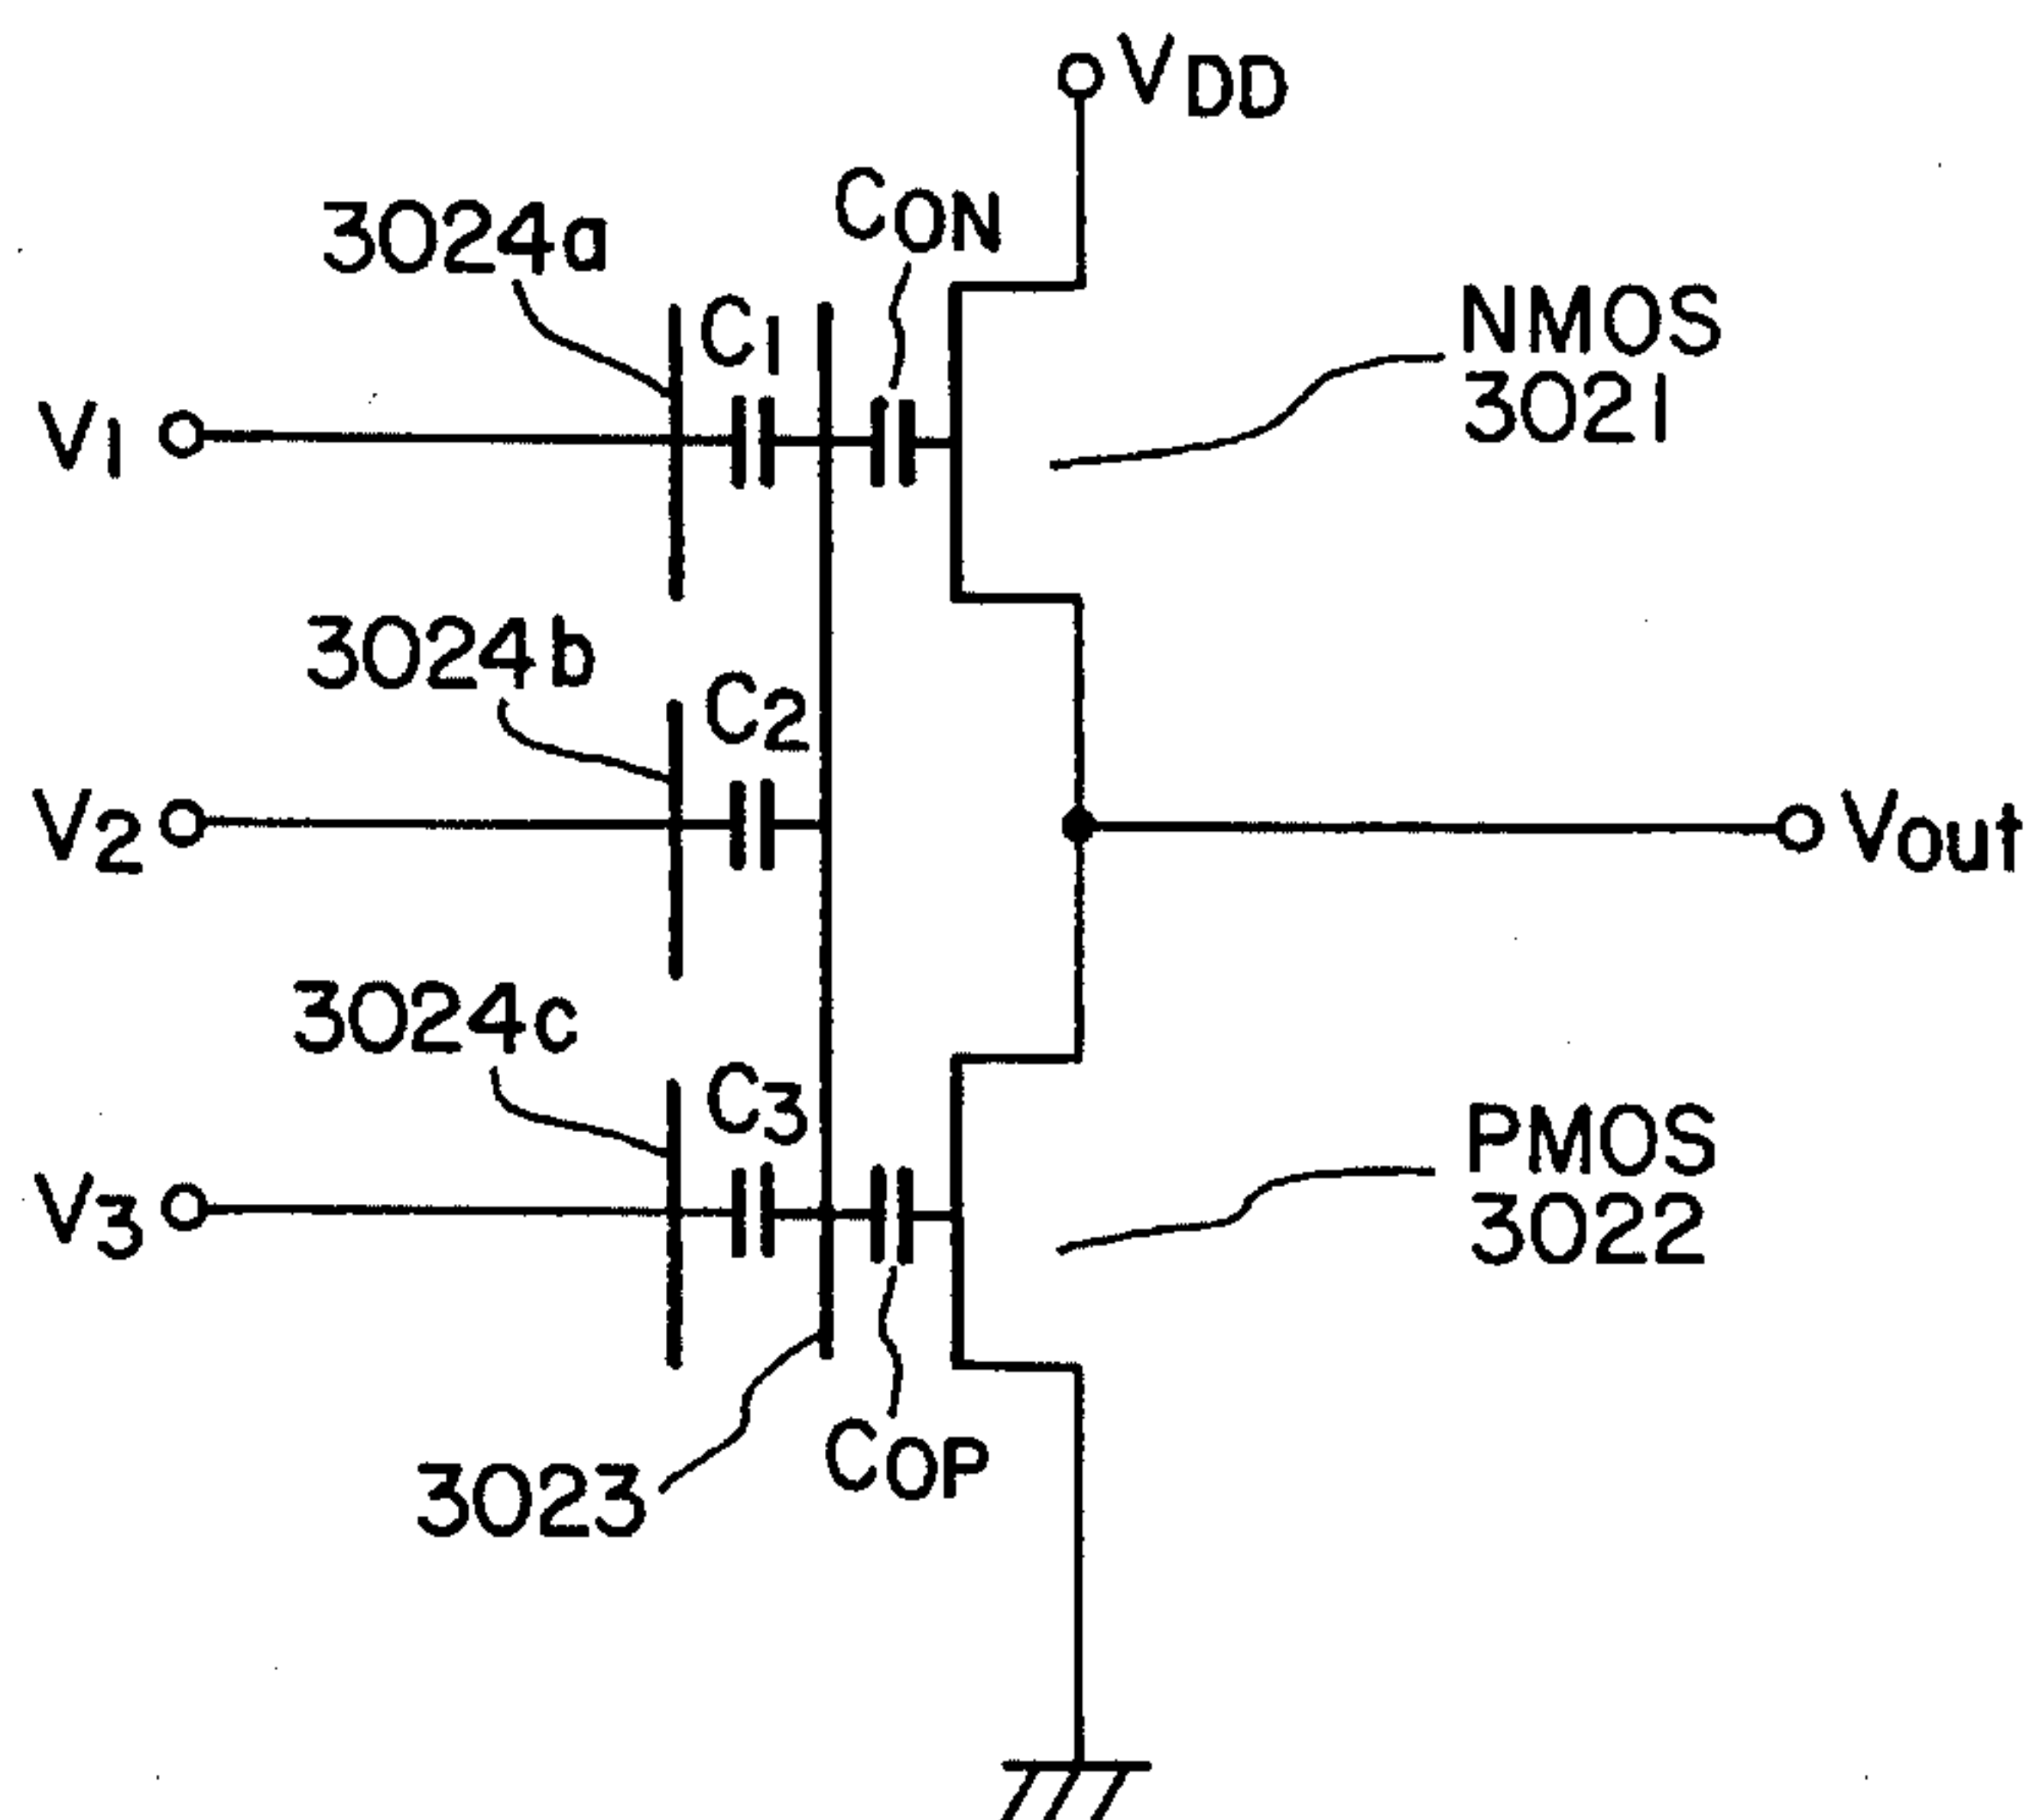 VDD
3024a
CON
C1
NMOS
3021
V1
3024b
C2
V2
Vout
3024c
C3
PMOS
3022
V3
COP
3023